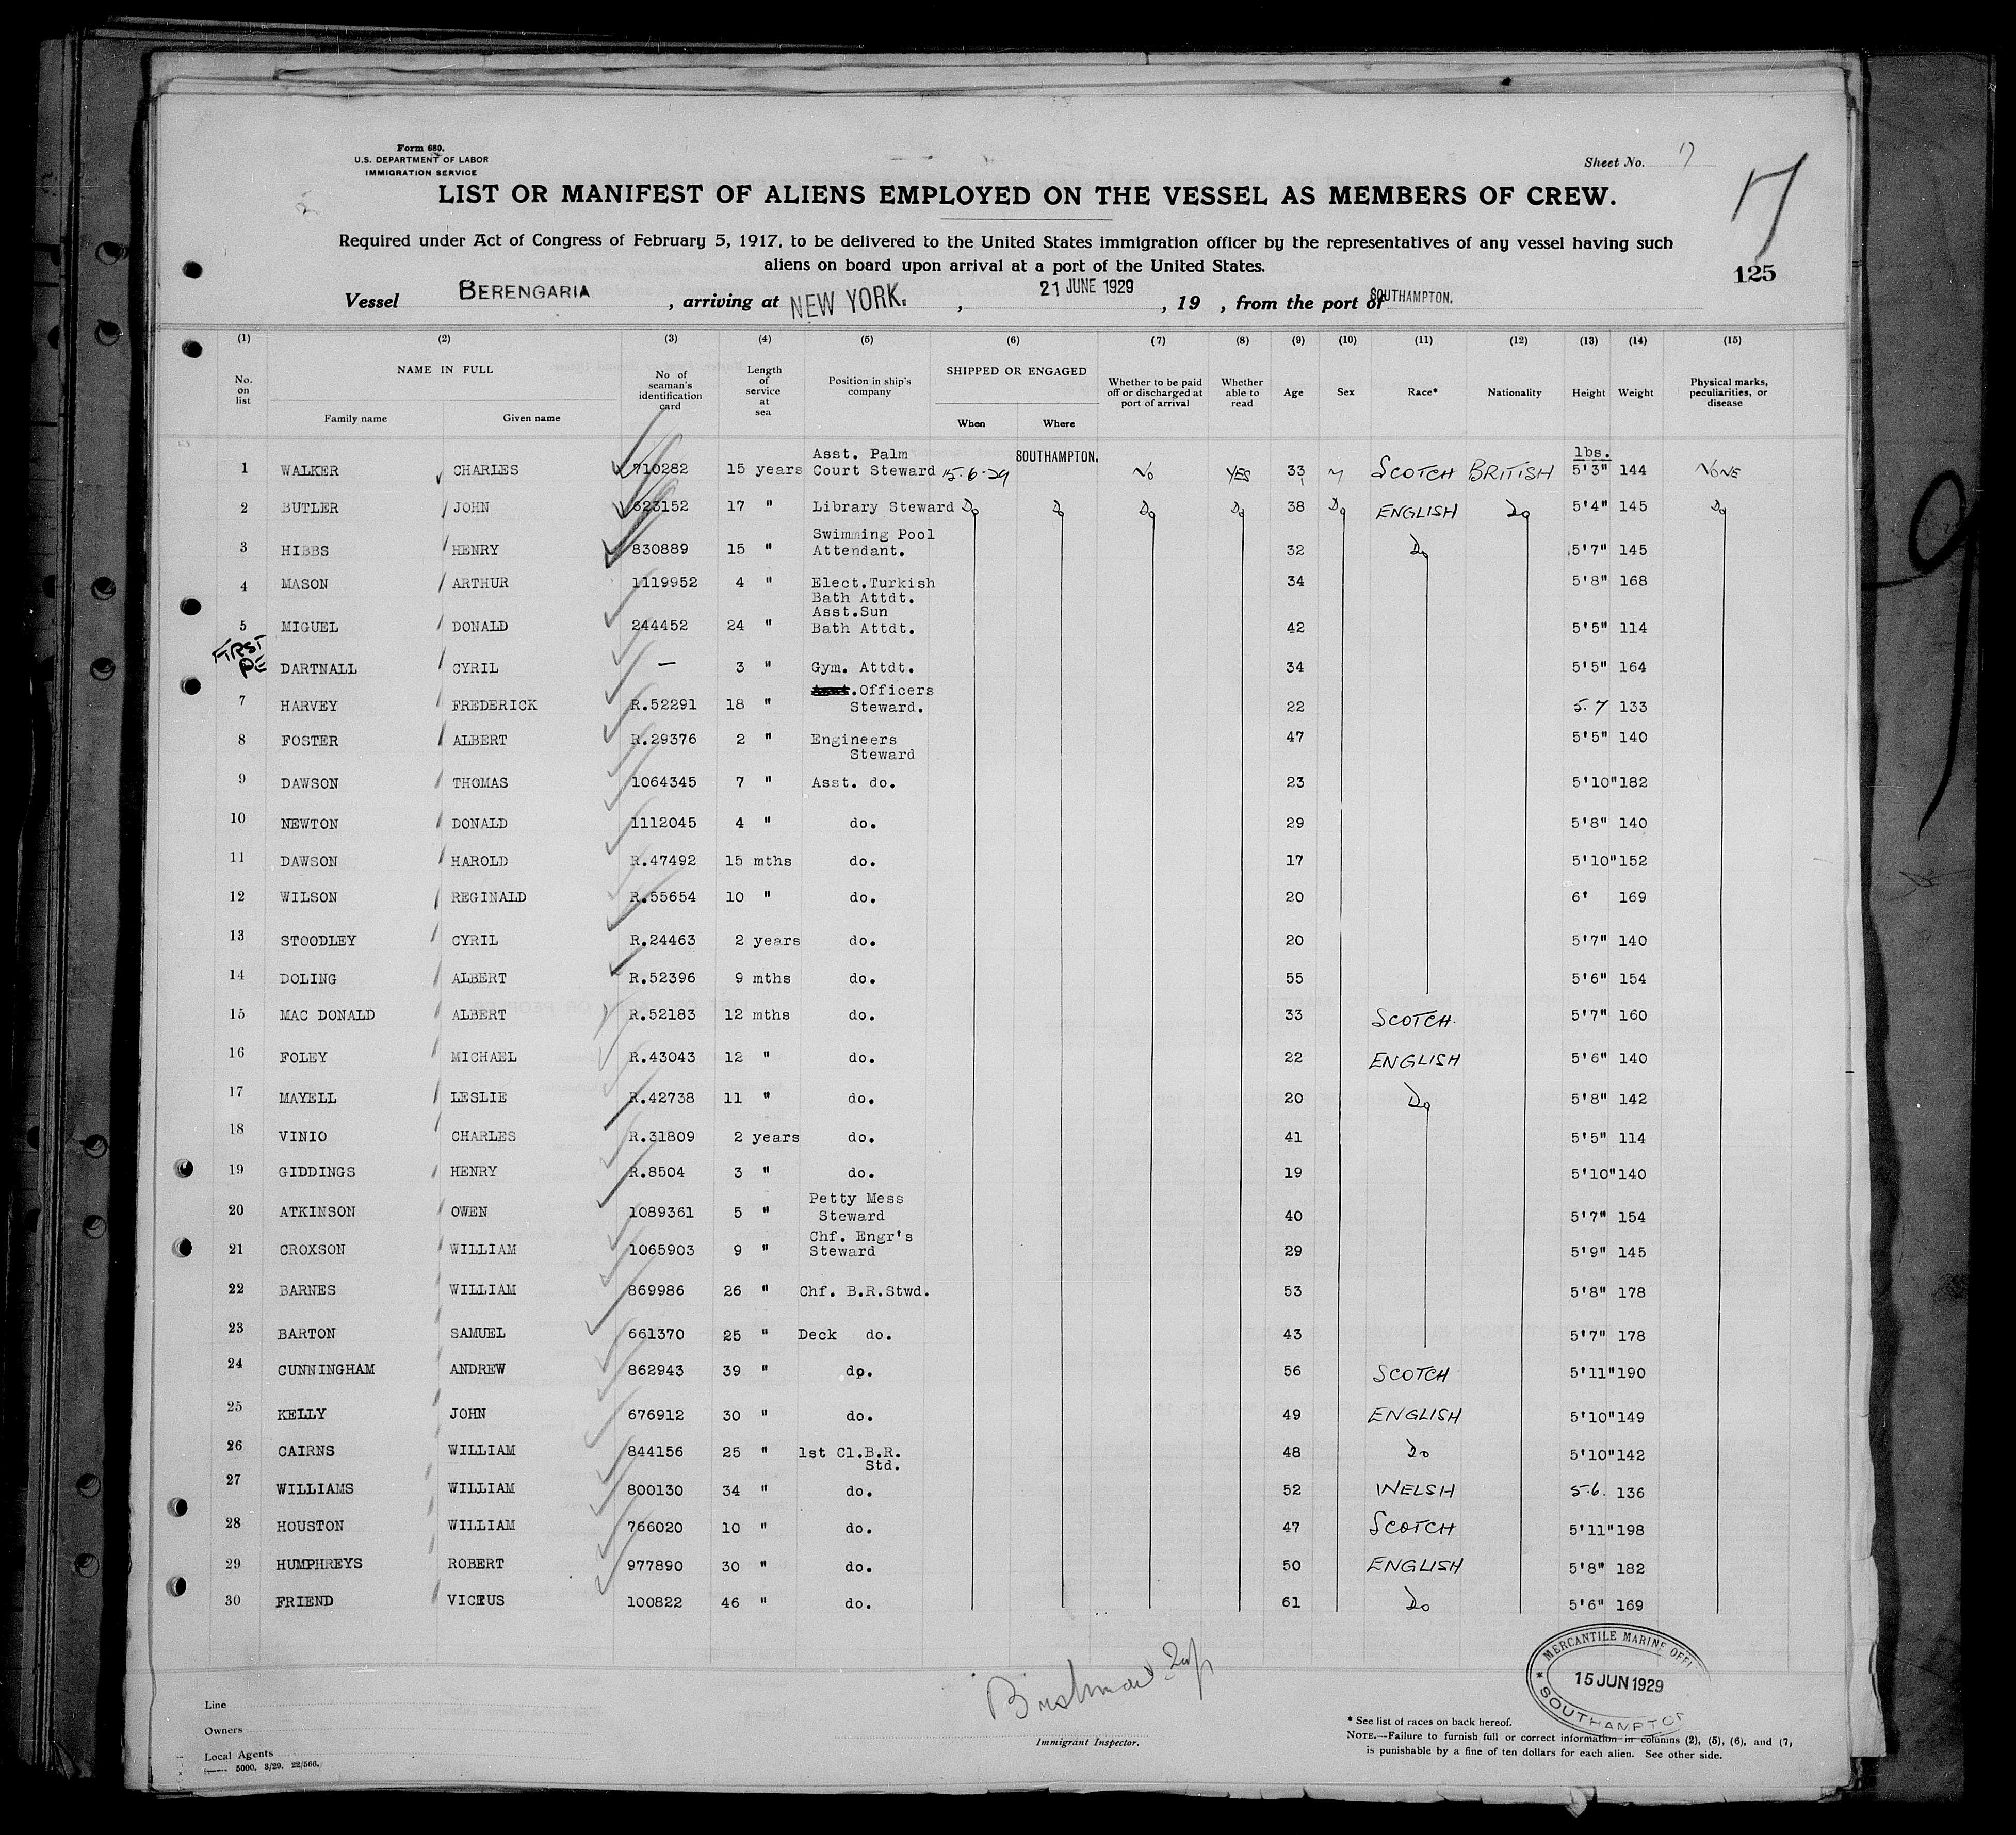 Form 680.
U.S. DEPARTMENT OF LABOR
IMMIGRATION SERVICE
Sheet No. 17
17
LIST OR MANIFEST OF ALIENS EMPLOYED ON THE VESSEL AS MEMBERS OF CREW.
Required under Act of Congress of February 5, 1917, to be delivered to the United States immigration officer by the representatives of any vessel having such
aliens on board upon arrival at a port of the United States.
125
Vessel BERENGARIA , arriving at NEW YORK. , 21 JUNE 1929 , 19 , from the port of SOUTHAMPTON.
(1) (2) (3) (4) (5) (6) (7) (8) (9) (10) (11) (12) (13) (14) (15)
No. on list NAME IN FULL Family name Given name No of seaman's identification card Length of service at sea Position in ship's company SHIPPED OR ENGAGED When Where Whether to be paid off or discharged at port of arrival Whether able to read Age Sex Race* Nationality Height Weight Physical marks, peculiarities, or disease
1 WALKER CHARLES 710282 15 years Asst. Palm Court Steward 15-6-29 SOUTHAMPTON. No YES 33 M SCOTCH BRITISH 5'3" lbs. 144 NONE
2 BUTLER JOHN 623152 17 " Library Steward Do Do Do Do 38 Do ENGLISH Do 5'4" 145 Do
3 HIBBS HENRY 830889 15 " Swimming Pool Attendant. 32 Do 5'7" 145
4 MASON ARTHUR 1119952 4 " Elect.Turkish Bath Attdt. 34 5'8" 168
5 MIGUEL DONALD 244452 24 " Asst.Sun Bath Attdt. 42 5'5" 114
FIRST
DARTNALL CYRIL — 3 " Gym. Attdt. 34 5'5" 164
7 HARVEY FREDERICK R.52291 18 " .Officers Steward. 22 5.7 133
8 FOSTER ALBERT R.29376 2 " Engineers Steward 47 5'5" 140
9 DAWSON THOMAS 1064345 7 " Asst. do. 23 5'10" 182
10 NEWTON DONALD 1112045 4 " do. 29 5'8" 140
11 DAWSON HAROLD R.47492 15 mths do. 17 5'10" 152
12 WILSON REGINALD R.55654 10 " do. 20 6' 169
13 STOODLEY CYRIL R.24463 2 years do. 20 5'7" 140
14 DOLING ALBERT R.52396 9 mths do. 55 5'6" 154
15 MAC DONALD ALBERT R.52183 12 mths do. 33 SCOTCH. 5'7" 160
16 FOLEY MICHAEL R.43043 12 " do. 22 ENGLISH 5'6" 140
17 MAYELL LESLIE R.42738 11 " do. 20 Do 5'8" 142
18 VINIO CHARLES R.31809 2 years do. 41 5'5" 114
19 GIDDINGS HENRY R.8504 3 " do. 19 5'10" 140
20 ATKINSON OWEN 1089361 5 " Petty Mess Steward 40 5'7" 154
21 CROXSON WILLIAM 1065903 9 " Chf. Engr's Steward 29 5'9" 145
22 BARNES WILLIAM 869986 26 " Chf. B.R.Stwd. 53 5'8" 178
23 BARTON SAMUEL 661370 25 " Deck do. 43 5'7" 178
24 CUNNINGHAM ANDREW 862943 39 " do. 56 SCOTCH 5'11" 190
25 KELLY JOHN 676912 30 " do. 49 ENGLISH 5'10" 149
26 CAIRNS WILLIAM 844156 25 " 1st Cl.B.R. Std. 48 Do 5'10" 142
27 WILLIAMS WILLIAM 800130 34 " do. 52 WELSH 5.6. 136
28 HOUSTON WILLIAM 766020 10 " do. 47 SCOTCH 5'11" 198
29 HUMPHREYS ROBERT 977890 30 " do. 50 ENGLISH 5'8" 182
30 FRIEND 100822 46 " do. 61 Do 5'6" 169
MERCANTILE MARINE OFFI
15 JUN 1929
SOUTHAMPTON
Line
Owners
Local Agents
5000. 3/29. 22/566.
Immigrant Inspector.
* See list of races on back hereof.
NOTE.—Failure to furnish full or correct information in columns (2), (5), (6), and (7)
is punishable by a fine of ten dollars for each alien. See other side.